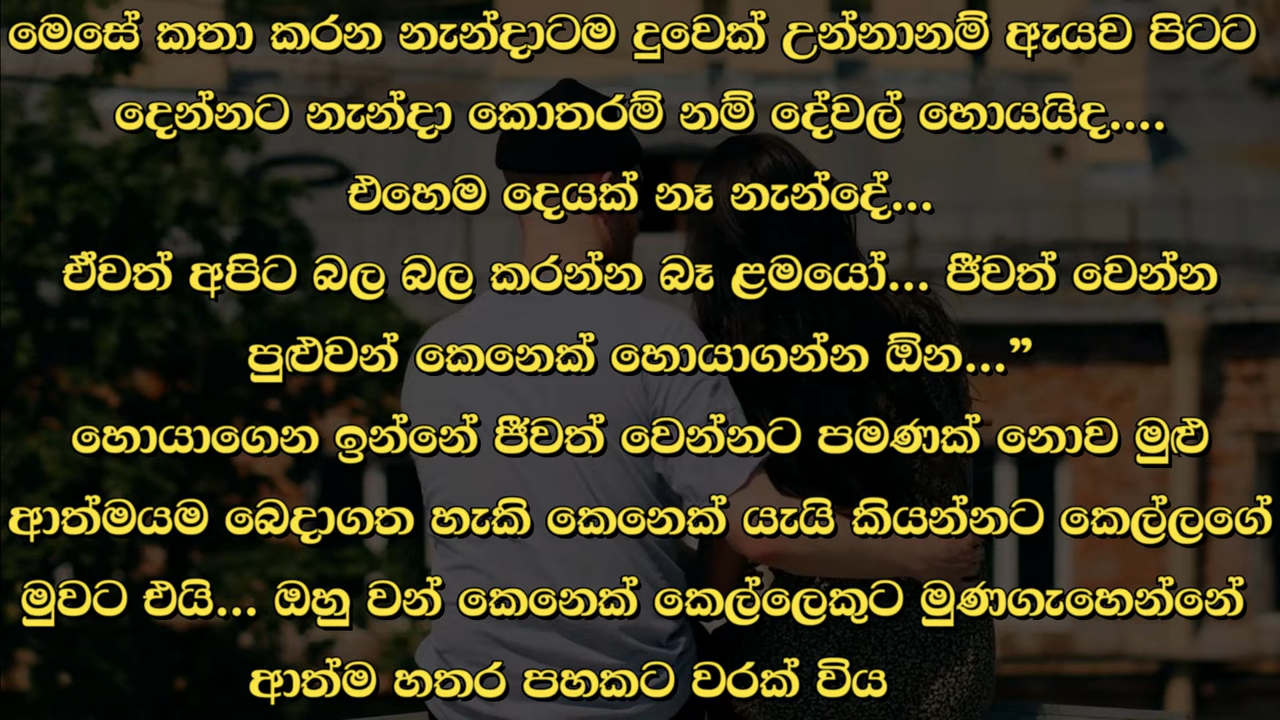 මෙසේ කතා කරන නැන්දාටම දුවෙක් උන්නානම් ඇයව පිටට
දෙන්නට නැන්දා කොතරම් නම් දේවල් හොයයිද....
එහෙම දෙයක් නෑ නැන්දේ...
ඒවත් අපිට බල බල කරන්න බෑ ළමයෝ... ජීවත් වෙන්න
පුළුවන් කෙනෙක් හොයාගන්න ඕන...”
හොයාගෙන ඉන්නේ ජීවත් වෙන්නට පමණක් නොව මුළු
ආත්මයම බෙදාගත හැකි කෙනෙක් යැයි කියන්නට කෙල්ලගේ
මුවට එයි... ඔහු වන් කෙනෙක් කෙල්ලෙකුට මුණගැහෙන්නේ
ආත්ම හතර පහකට වරක් විය